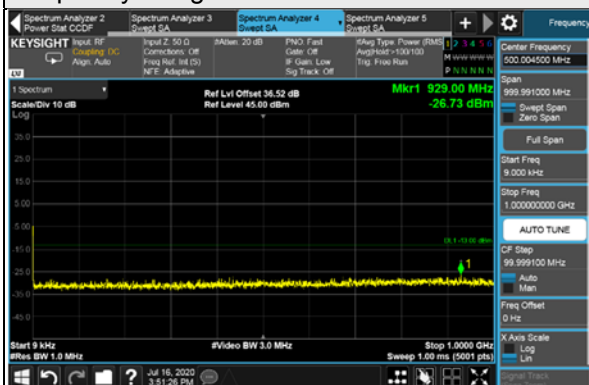 Spectrum Analyzer 2
Power Stat CCDF
Spectrum Analyzer 3
Swept SA
Spectrum Analyzer 4
Swept SA
Spectrum Analyzer 5
Swept SA
+
Frequency
KEYSIGHT
Input: RF
Coupling: DC
Align: Auto
Input Z: 50 Ω
Corrections: Off
Freq Ref: Int (S)
NFE: Adaptive
#Atten: 20 dB
PNO: Fast
Gate: Off
IF Gain: Low
Sig Track: Off
#Avg Type: Power (RMS)
Avg|Hold:>100/100
Trig: Free Run
1 2 3 4 5 6
M W W W W W
P N N N N N
LXI
1 Spectrum
Scale/Div 10 dB
Log
Ref Lvl Offset 36.52 dB
Ref Level 45.00 dBm
Mkr1 929.00 MHz
-26.73 dBm
35.0
25.0
15.0
5.00
-5.00
-15.0
-25.0
-35.0
-45.0
DL1 -13.00 dBm
1
Start 9 kHz
#Res BW 1.0 MHz
#Video BW 3.0 MHz
Stop 1.0000 GHz
Sweep 1.00 ms (5001 pts)
Center Frequency
500.004500 MHz
Span
999.991000 MHz
Swept Span
Zero Span
Full Span
Start Freq
9.000 kHz
Stop Freq
1.000000000 GHz
AUTO TUNE
CF Step
99.999100 MHz
Auto
Man
Freq Offset
0 Hz
X Axis Scale
Log
Lin
Signal Track
?
Jul 16, 2020
3:51:26 PM